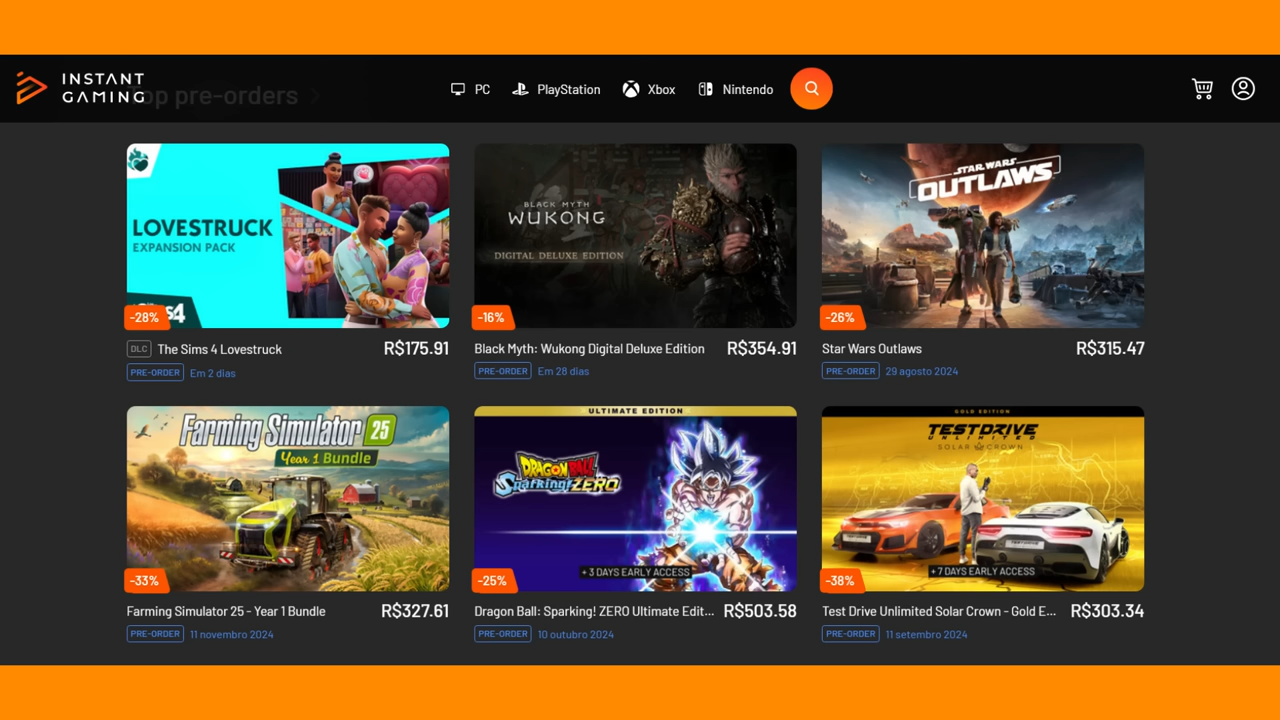 INSTANT
GAMING
Top pre-orders
PC
PlayStation
Xbox
Nintendo
LOVESTRUCK
EXPANSION PACK
-28%
DLC The Sims 4 Lovestruck R$175.91
PRE-ORDER Em 2 dias
BLACK MYTH
WUKONG
DIGITAL DELUXE EDITION
-16%
Black Myth: Wukong Digital Deluxe Edition R$354.91
PRE-ORDER Em 28 dias
STAR WARS
OUTLAWS
-26%
Star Wars Outlaws R$315.47
PRE-ORDER 29 agosto 2024
Farming Simulator 25
Year 1 Bundle
-33%
Farming Simulator 25 - Year 1 Bundle R$327.61
PRE-ORDER 11 novembro 2024
ULTIMATE EDITION
DRAGON BALL
Sparking! ZERO
+ 3 DAYS EARLY ACCESS
-25%
Dragon Ball: Sparking! ZERO Ultimate Edit... R$503.58
PRE-ORDER 10 outubro 2024
GOLD EDITION
TEST DRIVE
UNLIMITED
SOLAR CROWN
+ 7 DAYS EARLY ACCESS
-38%
Test Drive Unlimited Solar Crown - Gold E... R$303.34
PRE-ORDER 11 setembro 2024